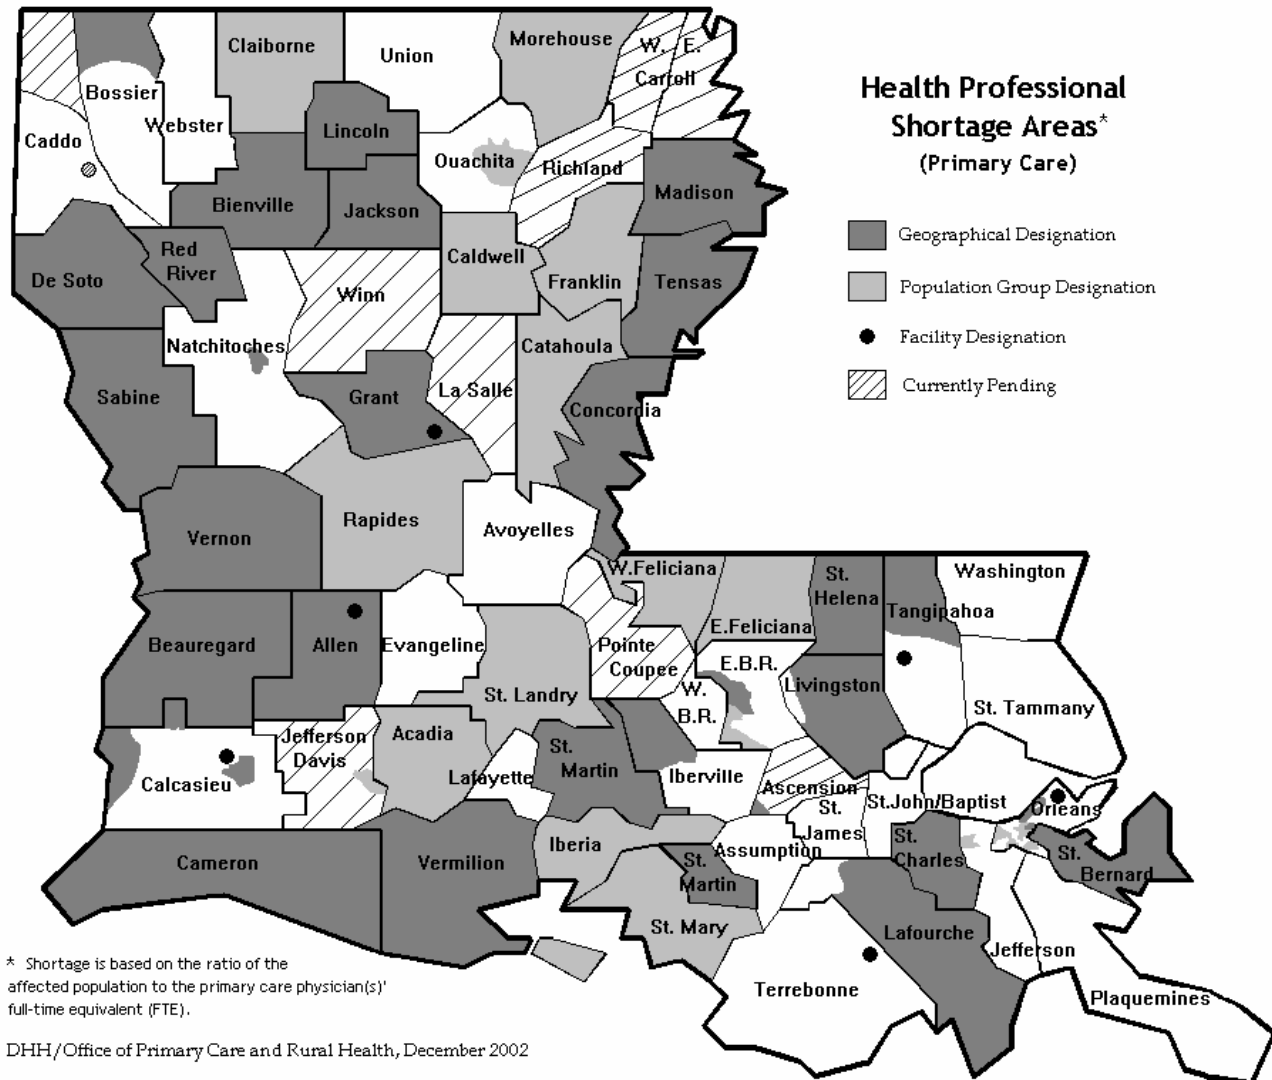 Health Professional
Shortage Areas*
(Primary Care)
Geographical Designation
Population Group Designation
Facility Designation
Currently Pending
Claiborne
Union
Morehouse
W. E.
Carroll
Bossier
Webster
Lincoln
Caddo
Ouachita
Richland
Madison
Bienville
Jackson
Red
River
De Soto
Caldwell
Franklin
Tensas
Winn
Natchitoches
Catahoula
Sabine
Grant
La Salle
Concordia
Rapides
Avoyelles
Vernon
W.Feliciana
St.
Helena
Washington
Tangipahoa
E.Feliciana
Beauregard
Allen
Evangeline
Pointe
Coupee
E.B.R.
W.
B.R.
Livingston
St. Landry
St. Tammany
Jefferson
Davis
Acadia
St.
Martin
Lafayette
Iberville
Calcasieu
Ascension
St.
James
St.John/Baptist
Orleans
Cameron
Vermilion
Iberia
Assumption
St.
Charles
St.
Bernard
St.
Martin
St. Mary
Lafourche
Jefferson
Terrebonne
Plaquemines
* Shortage is based on the ratio of the
affected population to the primary care physician(s)'
full-time equivalent (FTE).
DHH/Office of Primary Care and Rural Health, December 2002